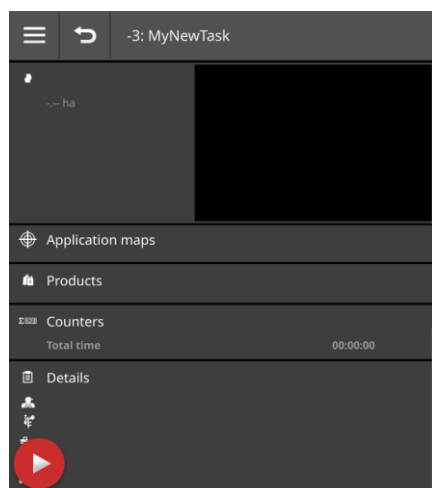 -3: MyNewTask
-.-- ha
Application maps
Products
Counters
Total time 00:00:00
Details